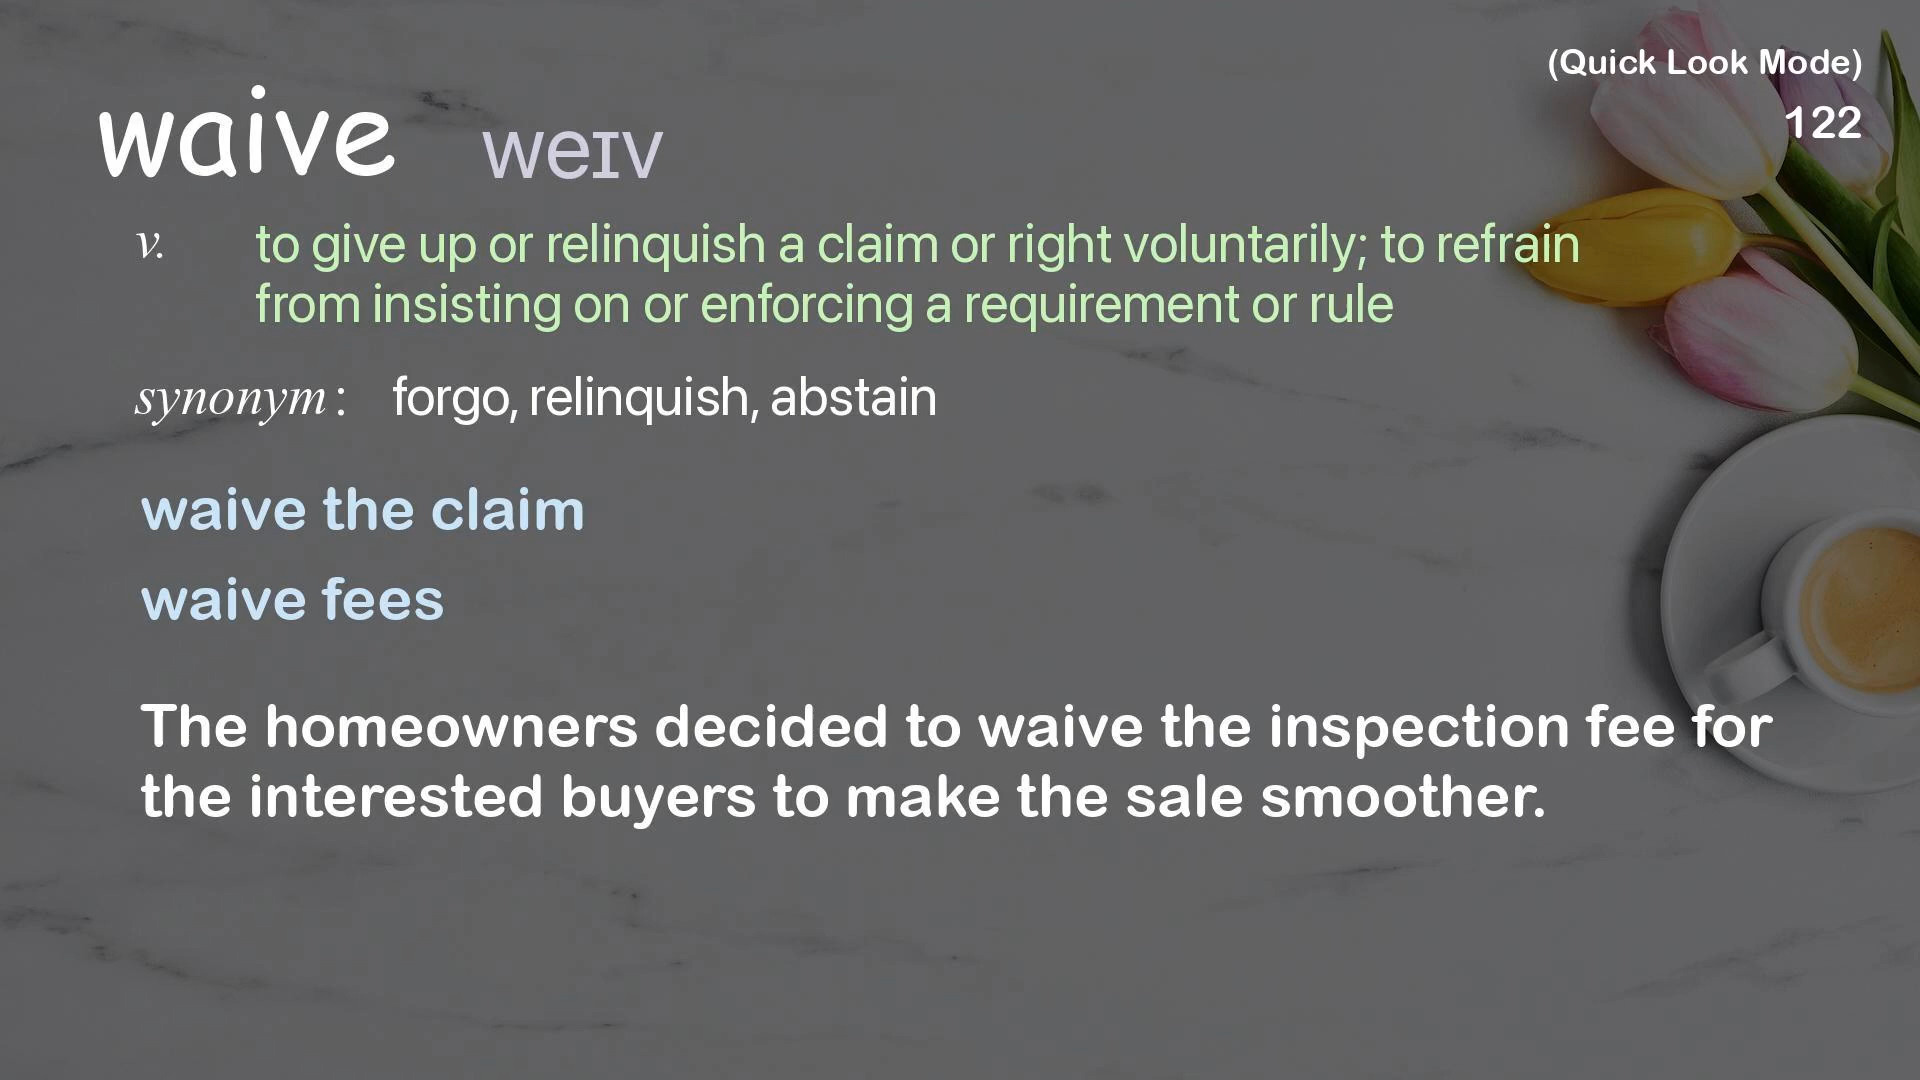 (Quick Look Mode)
122
waive weɪv
v. to give up or relinquish a claim or right voluntarily; to refrain
from insisting on or enforcing a requirement or rule
synonym : forgo, relinquish, abstain
waive the claim
waive fees
The homeowners decided to waive the inspection fee for
the interested buyers to make the sale smoother.